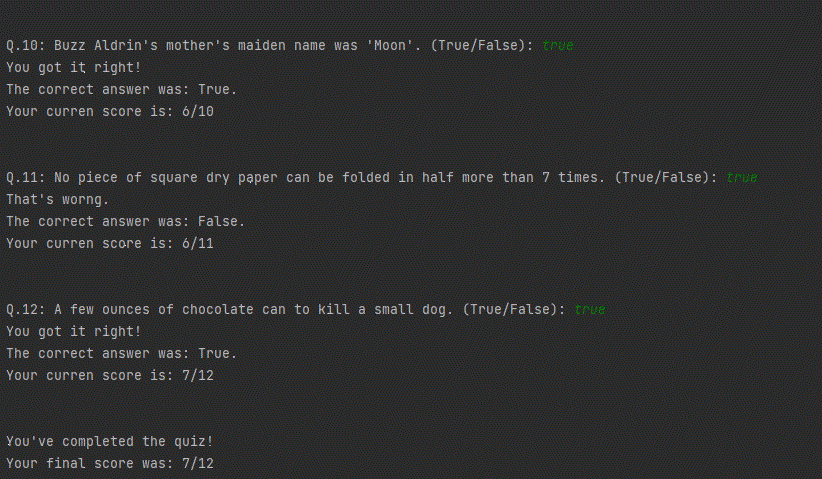 Q.10: Buzz Aldrin's mother's maiden name was 'Moon'. (True/False): true
You got it right!
The correct answer was: True.
Your curren score is: 6/10
Q.11: No piece of square dry paper can be folded in half more than 7 times. (True/False): true
That's worng.
The correct answer was: False.
Your curren score is: 6/11
Q.12: A few ounces of chocolate can to kill a small dog. (True/False): true
You got it right!
The correct answer was: True.
Your curren score is: 7/12
You've completed the quiz!
Your final score was: 7/12